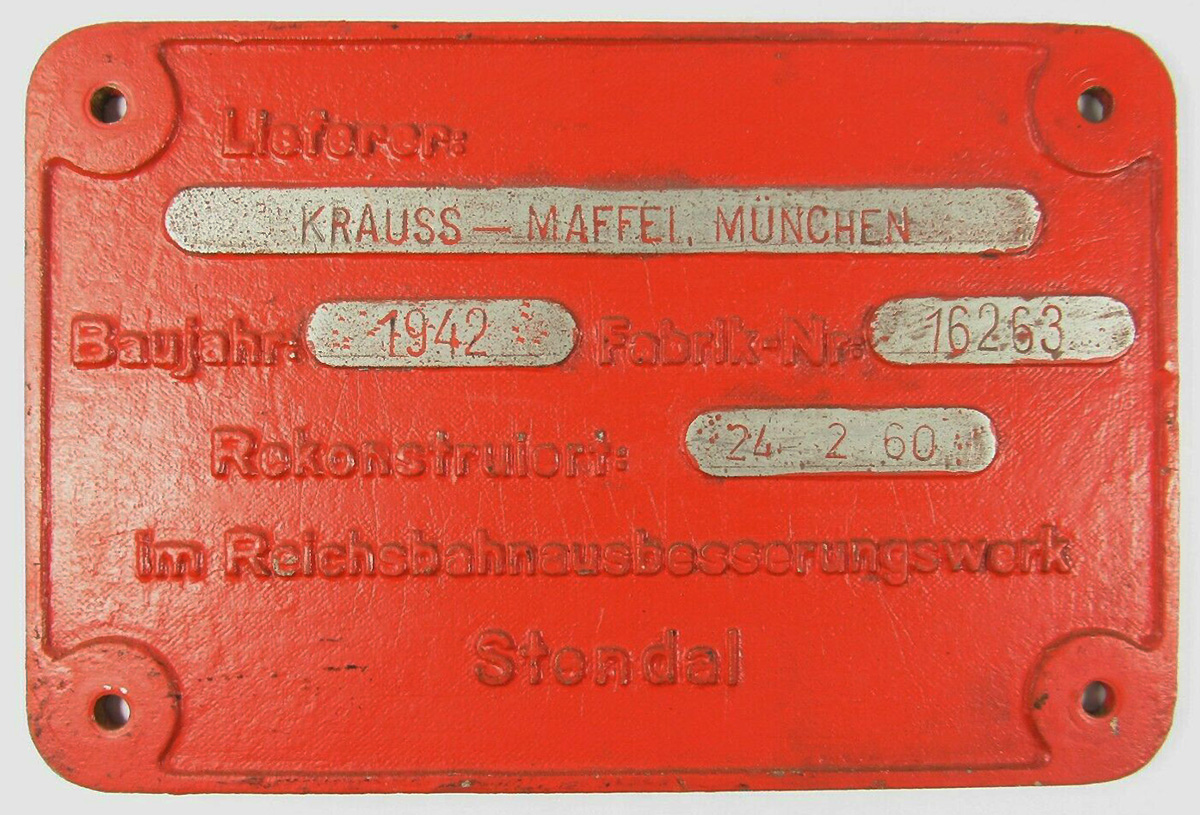 Lieferer:
KRAUSS – MAFFEI, MÜNCHEN
Baujahr: 1942 Fabrik-Nr: 16263
Rekonstruiert: 24 2 60
im Reichsbahnausbesserungswerk
Stendal